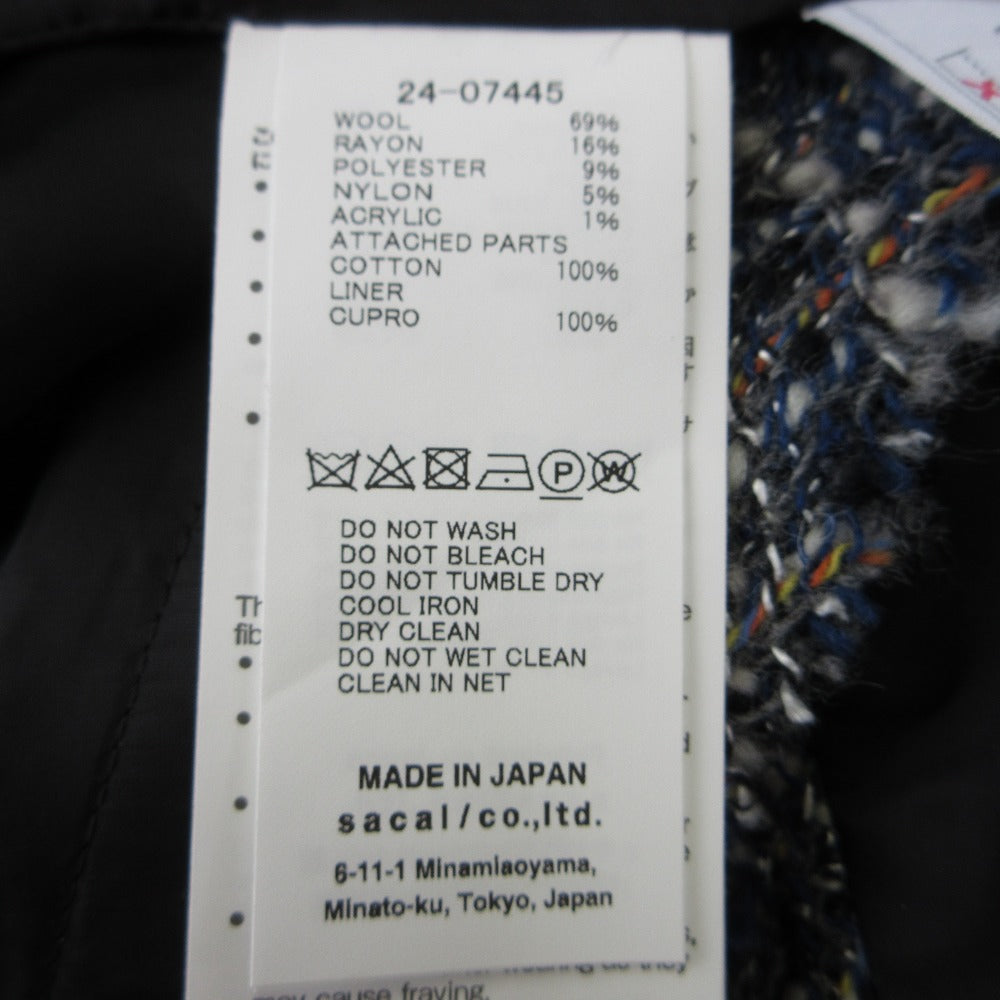 24-07445
WOOL 69%
RAYON 16%
POLYESTER 9%
NYLON 5%
ACRYLIC 1%
ATTACHED PARTS
COTTON 100%
LINER
CUPRO 100%
P
W
DO NOT WASH
DO NOT BLEACH
DO NOT TUMBLE DRY
COOL IRON
DRY CLEAN
DO NOT WET CLEAN
CLEAN IN NET
MADE IN JAPAN
sacai/co.,ltd.
6-11-1 Minamiaoyama,
Minato-ku, Tokyo, Japan
may cause fraying.